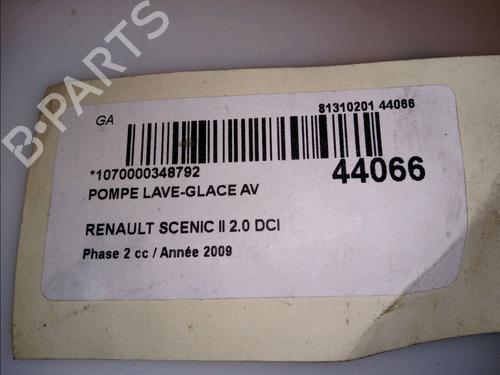 GA
81310201 44066
*1070000348792
44066
POMPE LAVE-GLACE AV
RENAULT SCENIC II 2.0 DCI
Phase 2 cc / Année 2009
B-PARTS